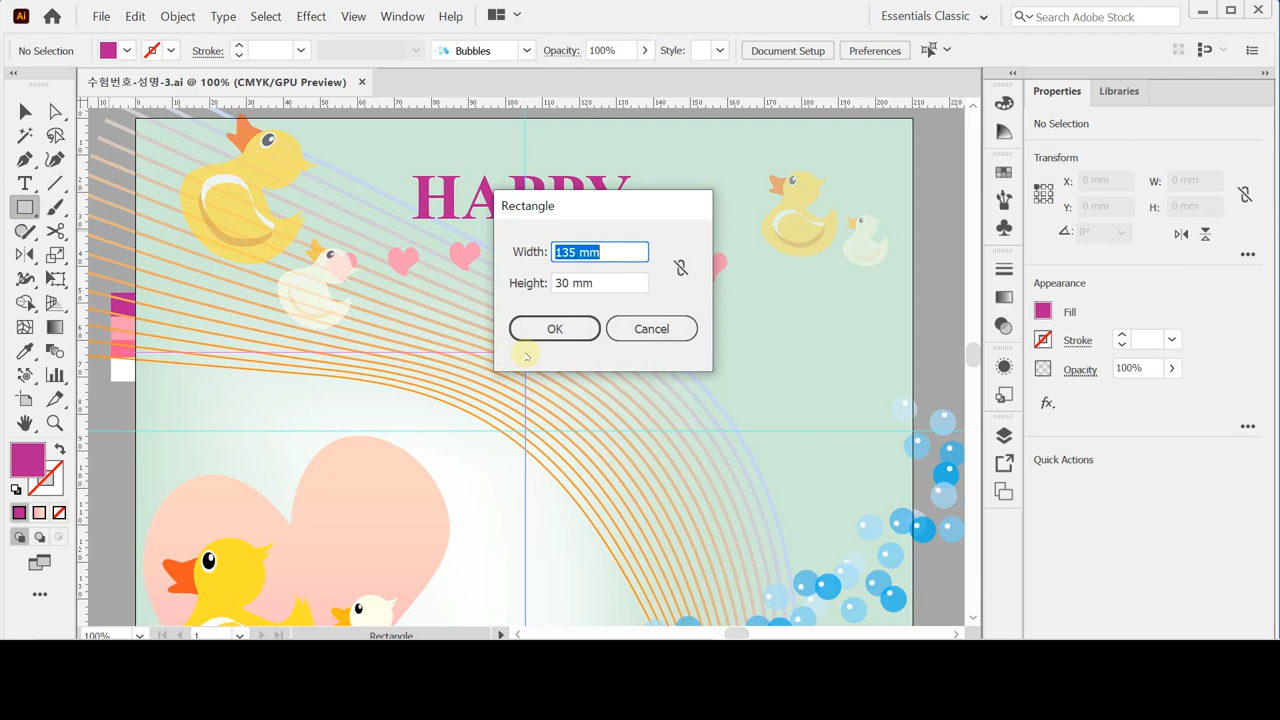 Ai File Edit Object Type Select Effect View Window Help Essentials Classic Search Adobe Stock
No Selection Stroke: Bubbles Opacity: 100% Style: Document Setup Preferences
수험번호-성명-3.ai @ 100% (CMYK/GPU Preview)
Properties Libraries
No Selection
Transform
X: 0 mm W: 0 mm
Y: 0 mm H: 0 mm
0°
Appearance
Fill
Stroke
Opacity 100%
fx.
Quick Actions
HAPPY
Rectangle
Width: 135 mm
Height: 30 mm
OK Cancel
100% 1 Rectangle